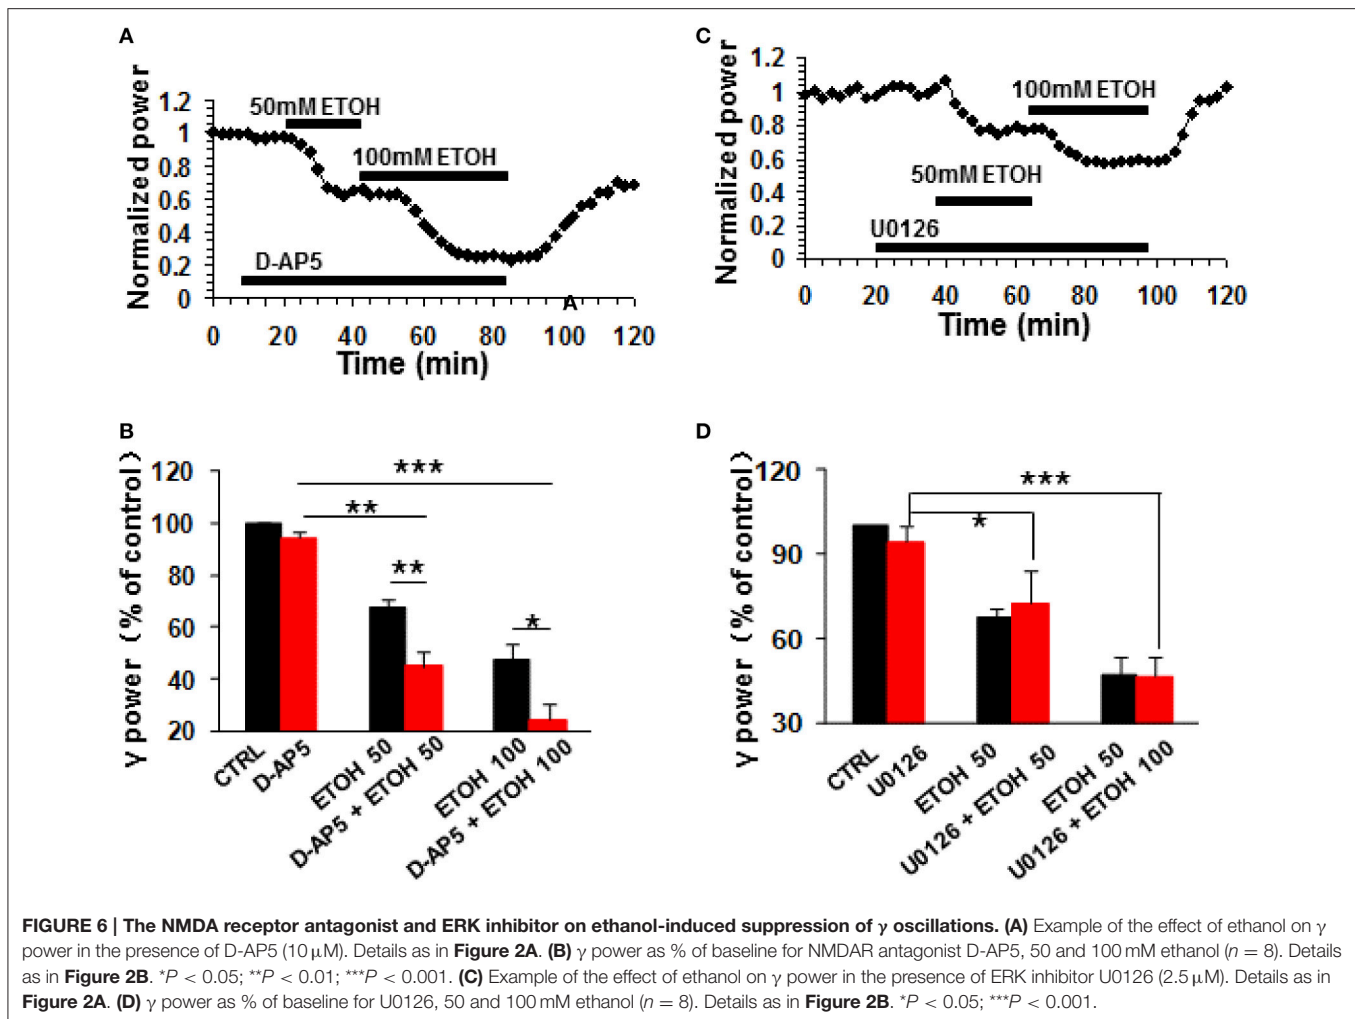 A
Normalized power
1.2
1
0.8
0.6
0.4
0.2
0
50mM ETOH
100mM ETOH
D-AP5
A
0 20 40 60 80 100 120
Time (min)
C
Normalized power
1.2
1
0.8
0.6
0.4
0.2
0
100mM ETOH
50mM ETOH
U0126
0 20 40 60 80 100 120
Time (min)
B
γ power (% of control)
120
100
80
60
40
20
***
**
**
*
CTRL
D-AP5
ETOH 50
D-AP5 + ETOH 50
ETOH 100
D-AP5 + ETOH 100
D
γ power (% of control)
120
90
60
30
***
*
CTRL
U0126
ETOH 50
U0126 + ETOH 50
ETOH 50
U0126 + ETOH 100
FIGURE 6 | The NMDA receptor antagonist and ERK inhibitor on ethanol-induced suppression of γ oscillations. (A) Example of the effect of ethanol on γ
power in the presence of D-AP5 (10 μM). Details as in Figure 2A. (B) γ power as % of baseline for NMDAR antagonist D-AP5, 50 and 100 mM ethanol (n = 8). Details
as in Figure 2B. *P < 0.05; **P < 0.01; ***P < 0.001. (C) Example of the effect of ethanol on γ power in the presence of ERK inhibitor U0126 (2.5 μM). Details as in
Figure 2A. (D) γ power as % of baseline for U0126, 50 and 100 mM ethanol (n = 8). Details as in Figure 2B. *P < 0.05; ***P < 0.001.